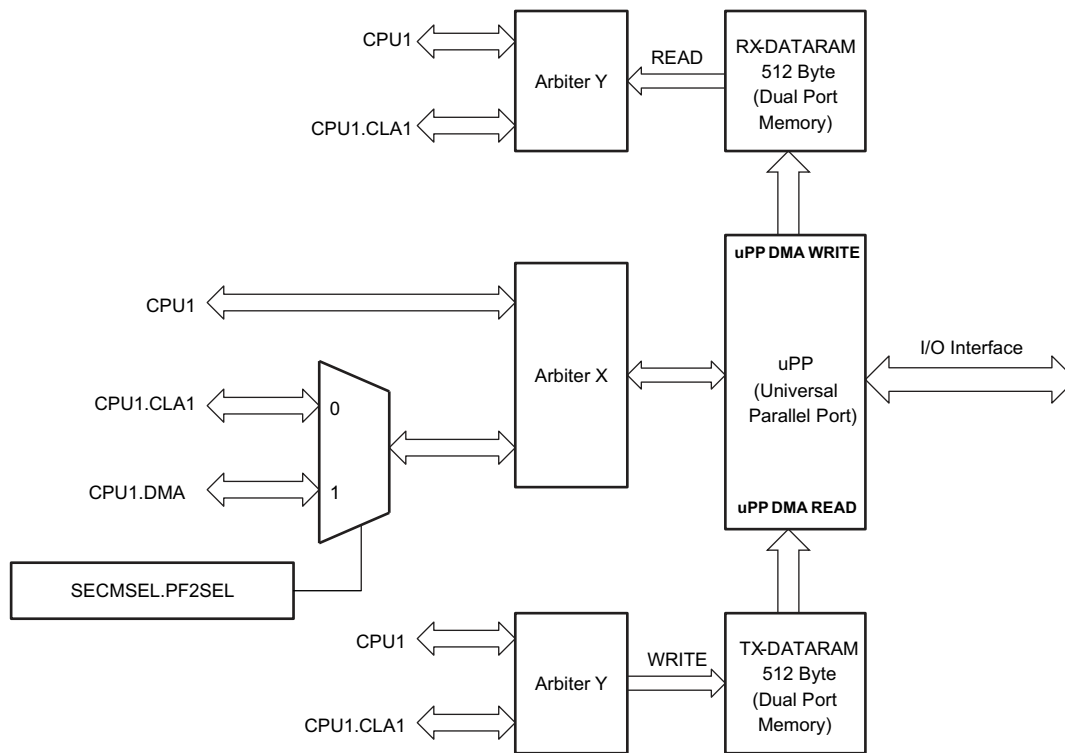 CPU1
CPU1.CLA1
Arbiter Y
READ
RX-DATARAM
512 Byte
(Dual Port
Memory)
CPU1
CPU1.CLA1
CPU1.DMA
0
1
SECMSEL.PF2SEL
Arbiter X
uPP DMA WRITE
uPP
(Universal
Parallel Port)
uPP DMA READ
I/O Interface
CPU1
CPU1.CLA1
Arbiter Y
WRITE
TX-DATARAM
512 Byte
(Dual Port
Memory)